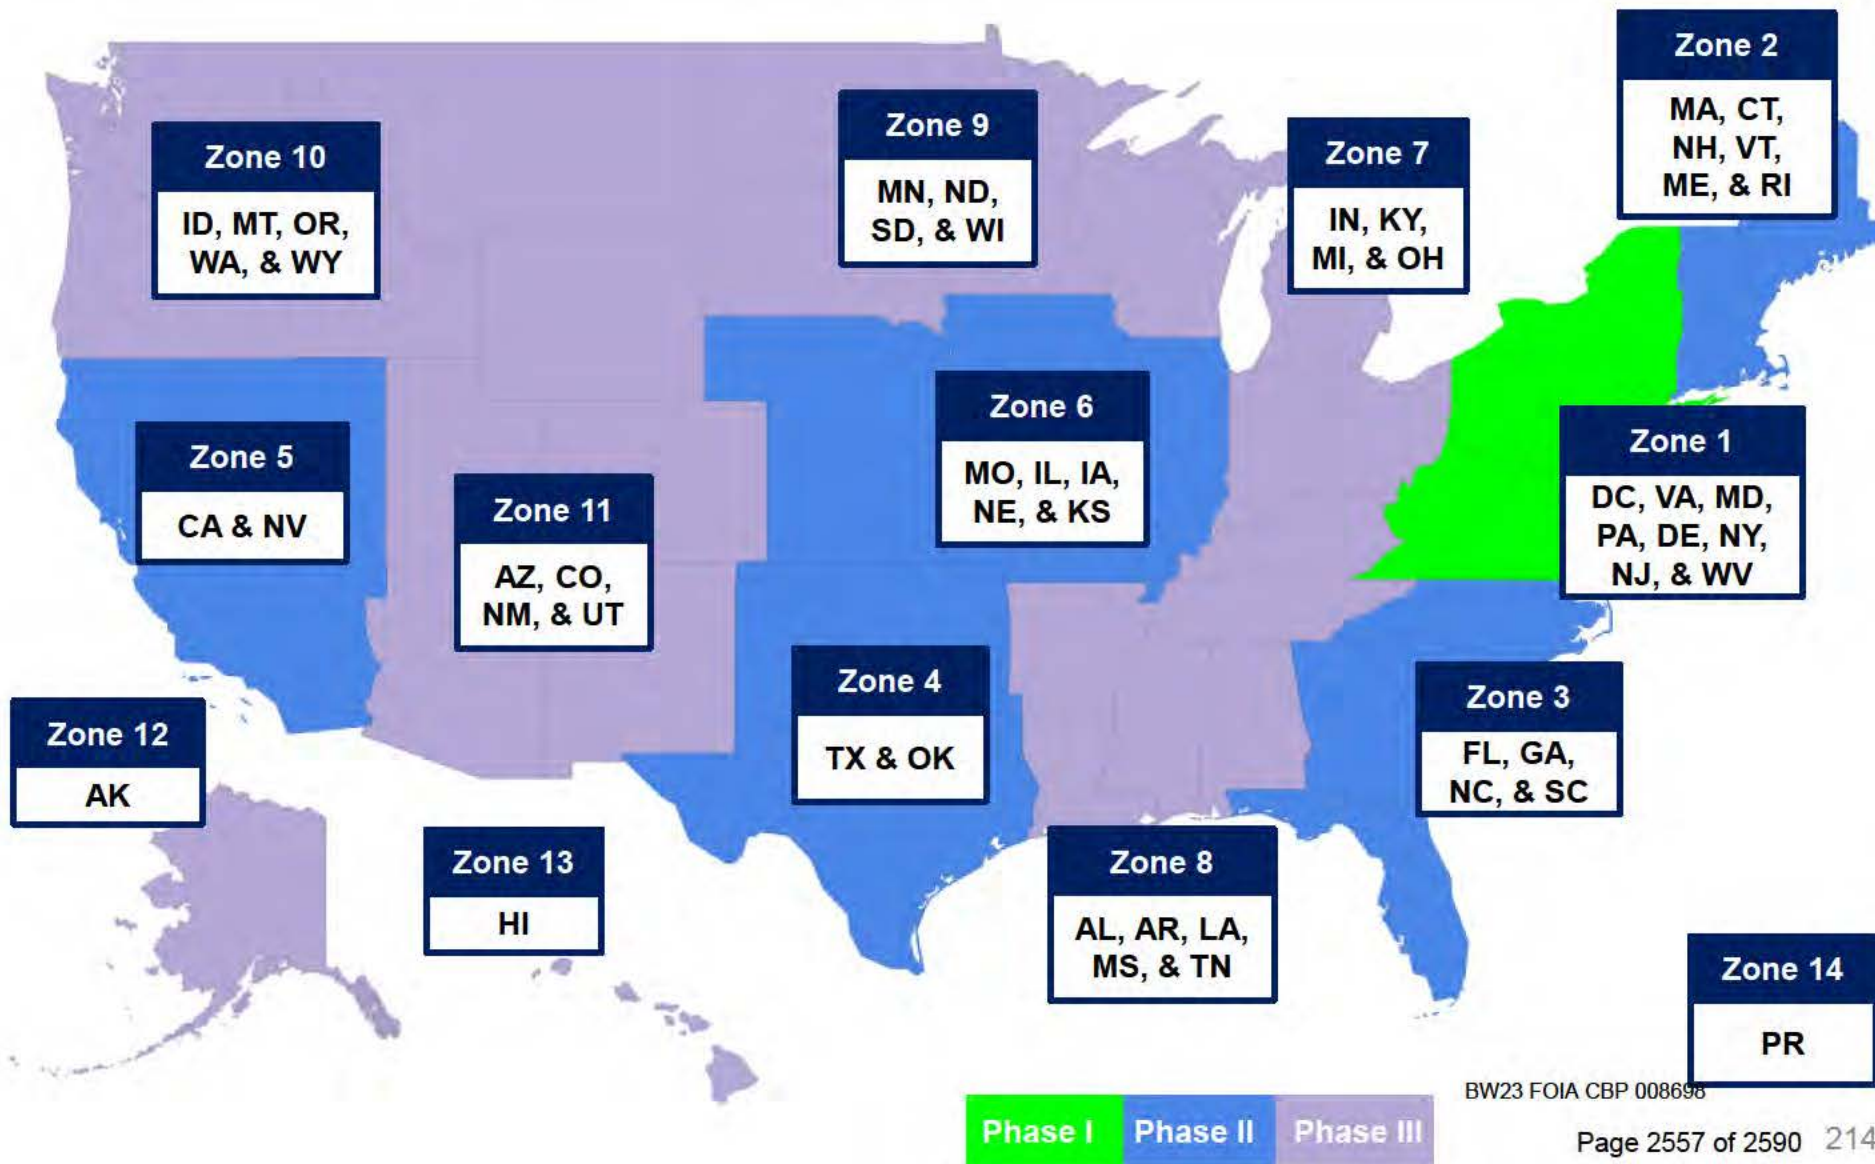 Zone 2
MA, CT,
NH, VT,
ME, & RI
Zone 9
MN, ND,
SD, & WI
Zone 7
IN, KY,
MI, & OH
Zone 10
ID, MT, OR,
WA, & WY
Zone 6
MO, IL, IA,
NE, & KS
Zone 1
DC, VA, MD,
PA, DE, NY,
NJ, & WV
Zone 5
CA & NV
Zone 11
AZ, CO,
NM, & UT
Zone 4
TX & OK
Zone 3
FL, GA,
NC, & SC
Zone 12
AK
Zone 13
HI
Zone 8
AL, AR, LA,
MS, & TN
Zone 14
PR
BW23 FOIA CBP 008698
Phase I Phase II Phase III
Page 2557 of 2590 214